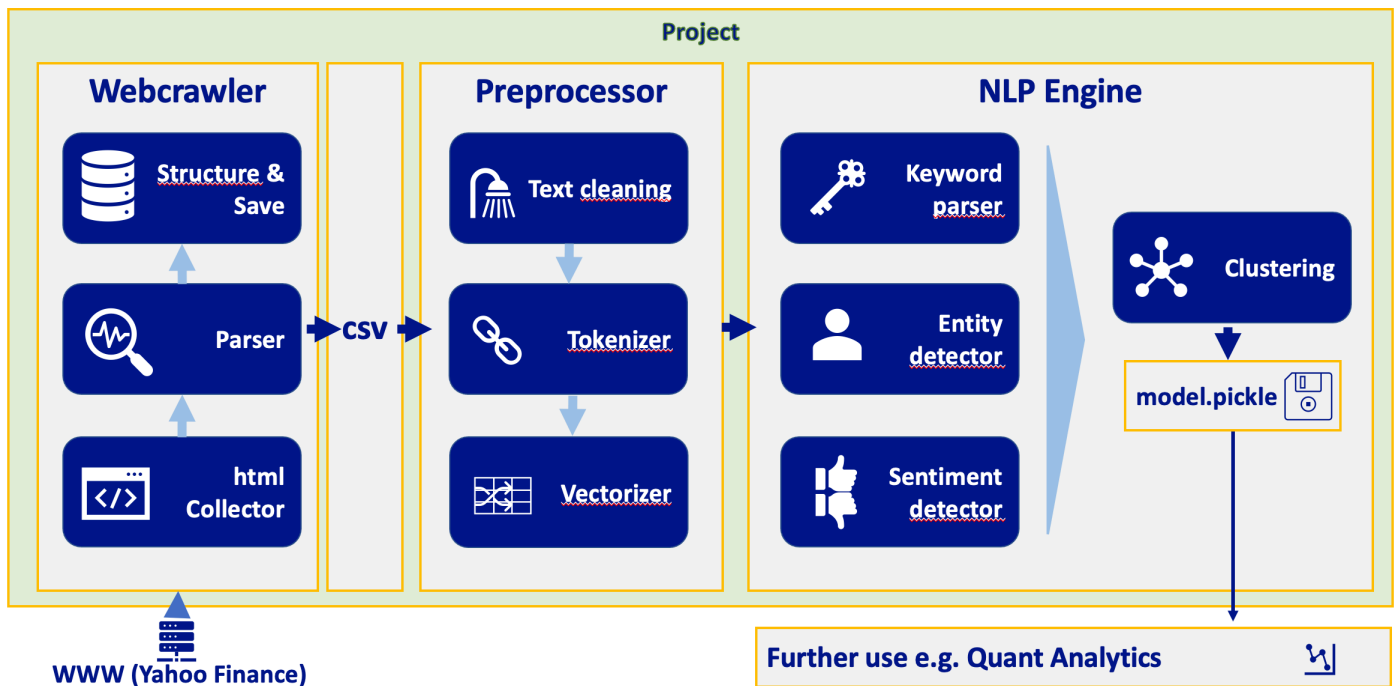 Project
Webcrawler
Structure &
Save
Parser
html
Collector
WWW (Yahoo Finance)
CSV
Preprocessor
Text cleaning
Tokenizer
Vectorizer
NLP Engine
Keyword
parser
Entity
detector
Sentiment
detector
Clustering
model.pickle
Further use e.g. Quant Analytics